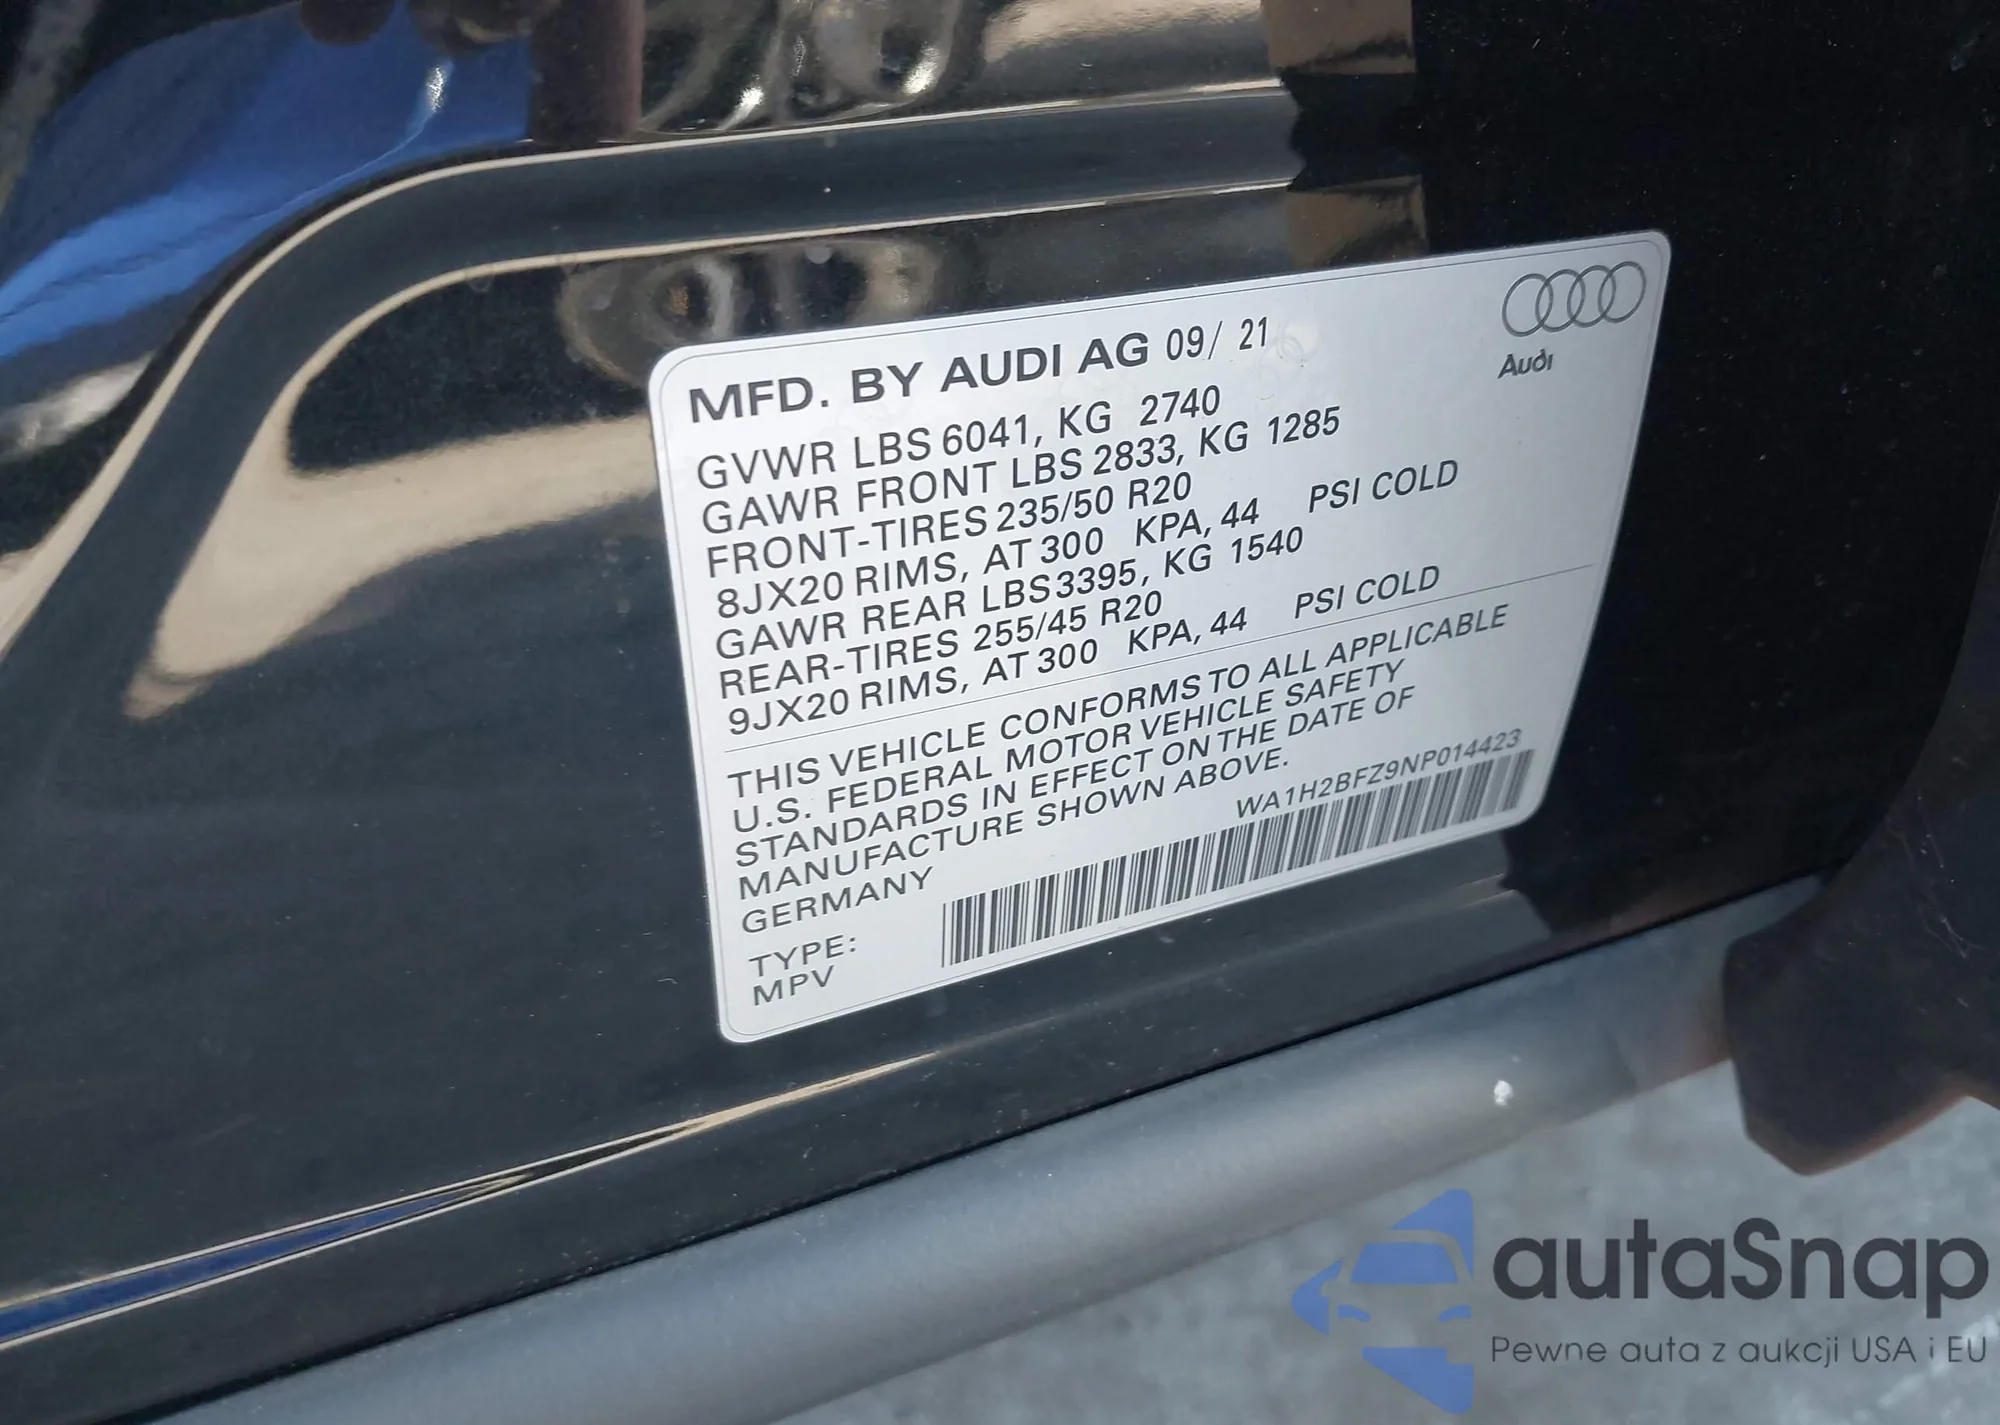 MFD. BY AUDI AG 09/ 21
Audi
GVWR LBS 6041, KG 2740
GAWR FRONT LBS 2833, KG 1285
FRONT-TIRES 235/50 R20
8JX20 RIMS, AT 300 KPA, 44 PSI COLD
GAWR REAR LBS 3395, KG 1540
REAR-TIRES 255/45 R20
9JX20 RIMS, AT 300 KPA, 44 PSI COLD
THIS VEHICLE CONFORMS TO ALL APPLICABLE
U.S. FEDERAL MOTOR VEHICLE SAFETY
STANDARDS IN EFFECT ON THE DATE OF
MANUFACTURE SHOWN ABOVE.
WA1H2BFZ9NP014423
GERMANY
TYPE:
MPV
autaSnap
Pewne auta z aukcji USA i EU